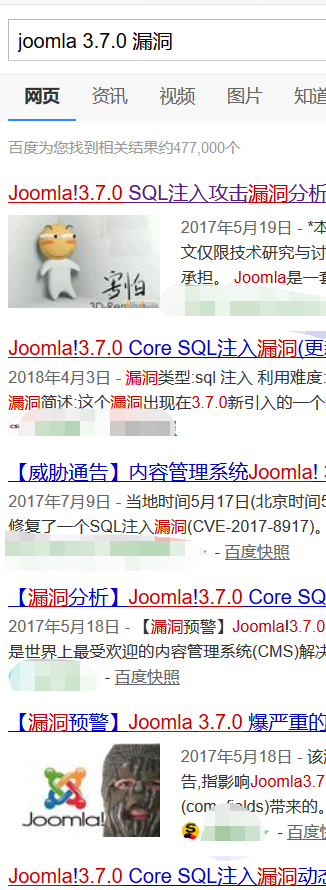 joomla 3.7.0 漏洞
网页 资讯 视频 图片 知道
百度为您找到相关结果约477,000个
Joomla!3.7.0 SQL注入攻击漏洞分析
2017年5月19日 - *本
文仅限技术研究与讨
承担。 Joomla是一套
害怕
Joomla!3.7.0 Core SQL注入漏洞(更新
2018年4月3日 - 漏洞类型:sql 注入 利用难度:
漏洞简述:这个漏洞出现在3.7.0新引入的一个
【威胁通告】内容管理系统Joomla! 3
2017年7月9日 - 当地时间5月17日(北京时间5
修复了一个SQL注入漏洞(CVE-2017-8917)。
- 百度快照
【漏洞分析】Joomla!3.7.0 Core SQ
2017年5月18日 - 【漏洞预警】Joomla!3.7.0
是世界上最受欢迎的内容管理系统(CMS)解决
- 百度快照
【漏洞预警】Joomla 3.7.0 爆严重的
2017年5月18日 - 该漏
告,指影响Joomla3.7
(com_fields)带来的。
Joomla!
- 百度快
Joomla!3.7.0 Core SQL注入漏洞动态